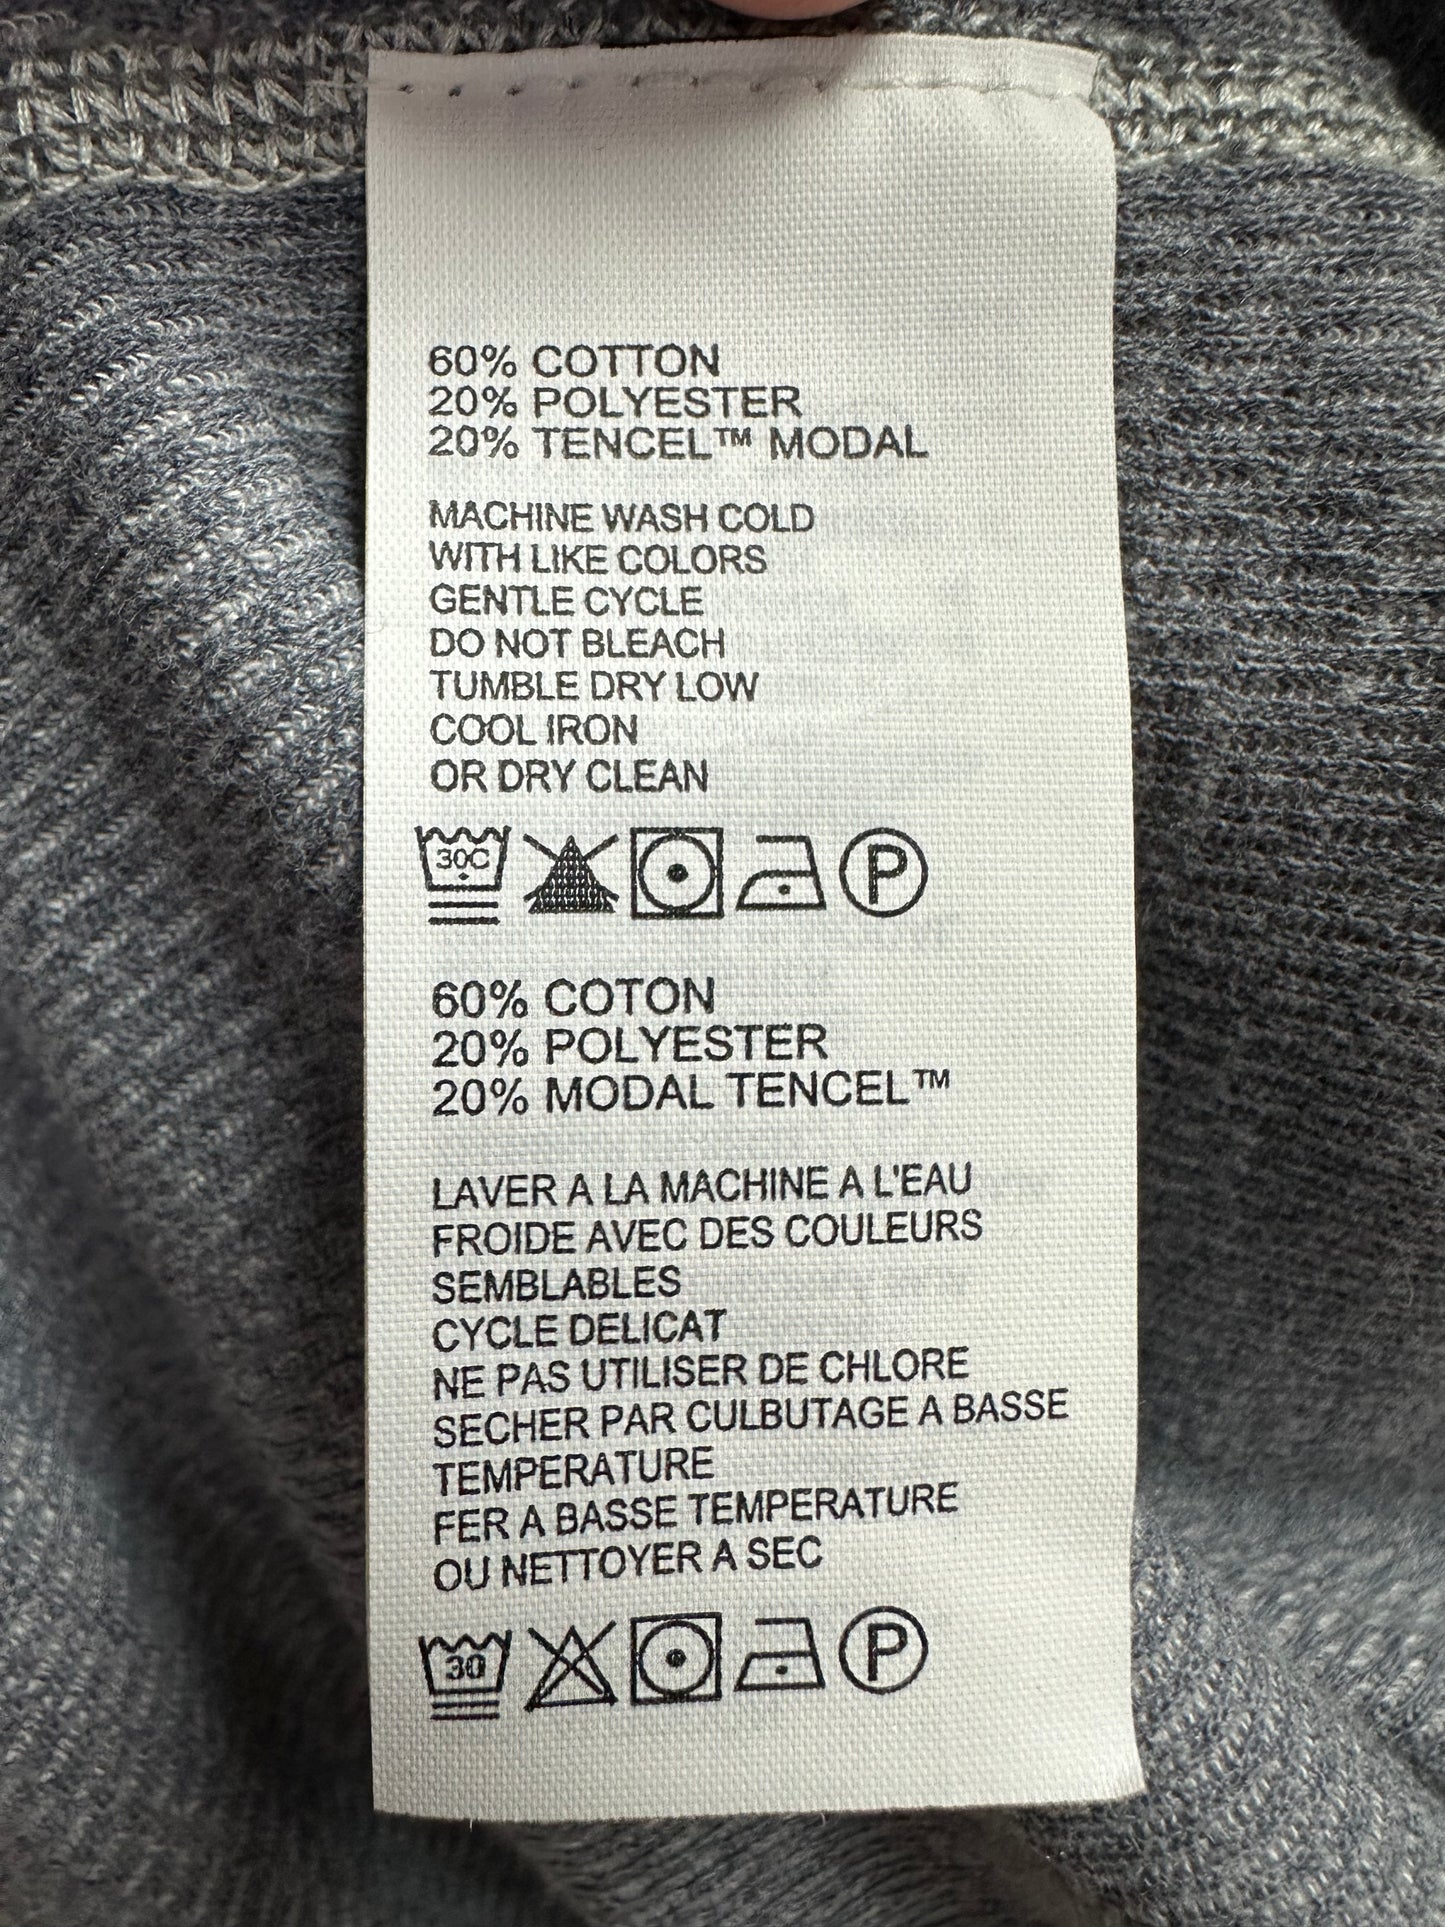 60% COTTON
20% POLYESTER
20% TENCEL™ MODAL
MACHINE WASH COLD
WITH LIKE COLORS
GENTLE CYCLE
DO NOT BLEACH
TUMBLE DRY LOW
COOL IRON
OR DRY CLEAN
30C P
60% COTON
20% POLYESTER
20% MODAL TENCEL™
LAVER A LA MACHINE A L'EAU
FROIDE AVEC DES COULEURS
SEMBLABLES
CYCLE DELICAT
NE PAS UTILISER DE CHLORE
SECHER PAR CULBUTAGE A BASSE
TEMPERATURE
FER A BASSE TEMPERATURE
OU NETTOYER A SEC
30 P